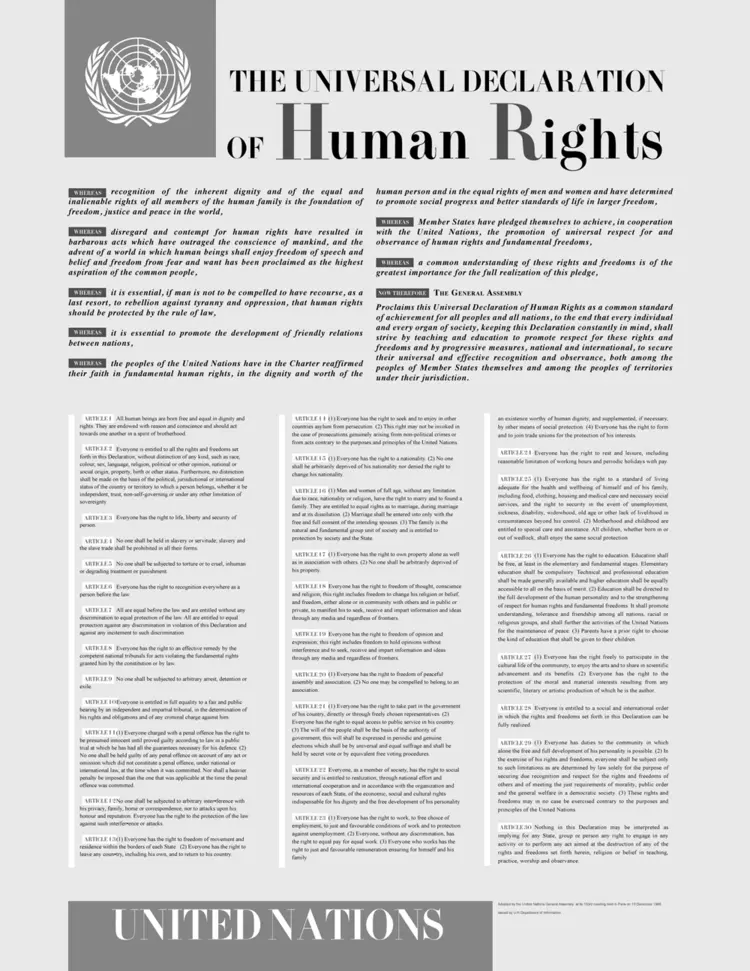 THE UNIVERSAL DECLARATION
OF Human Rights
WHEREAS recognition of the inherent dignity and of the equal and
inalienable rights of all members of the human family is the foundation of
freedom, justice and peace in the world,
WHEREAS disregard and contempt for human rights have resulted in
barbarous acts which have outraged the conscience of mankind, and the
advent of a world in which human beings shall enjoy freedom of speech and
belief and freedom from fear and want has been proclaimed as the highest
aspiration of the common people,
WHEREAS it is essential, if man is not to be compelled to have recourse, as a
last resort, to rebellion against tyranny and oppression, that human rights
should be protected by the rule of law,
WHEREAS it is essential to promote the development of friendly relations
between nations,
WHEREAS the peoples of the United Nations have in the Charter reaffirmed
their faith in fundamental human rights, in the dignity and worth of the
human person and in the equal rights of men and women and have determined
to promote social progress and better standards of life in larger freedom,
WHEREAS Member States have pledged themselves to achieve, in cooperation
with the United Nations, the promotion of universal respect for and
observance of human rights and fundamental freedoms,
WHEREAS a common understanding of these rights and freedoms is of the
greatest importance for the full realization of this pledge,
NOW THEREFORE THE GENERAL ASSEMBLY
Proclaims this Universal Declaration of Human Rights as a common standard
of achievement for all peoples and all nations, to the end that every individual
and every organ of society, keeping this Declaration constantly in mind, shall
strive by teaching and education to promote respect for these rights and
freedoms and by progressive measures, national and international, to secure
their universal and effective recognition and observance, both among the
peoples of Member States themselves and among the peoples of territories
under their jurisdiction.
ARTICLE 1 All human beings are born free and equal in dignity and
rights. They are endowed with reason and conscience and should act
towards one another in a spirit of brotherhood.
ARTICLE 2 Everyone is entitled to all the rights and freedoms set
forth in this Declaration, without distinction of any kind, such as race,
colour, sex, language, religion, political or other opinion, national or
social origin, property, birth or other status. Furthermore, no distinction
shall be made on the basis of the political, jurisdictional or international
status of the country or territory to which a person belongs, whether it be
independent, trust, non-self-governing or under any other limitation of
sovereignty.
ARTICLE 3 Everyone has the right to life, liberty and security of
person.
ARTICLE 4 No one shall be held in slavery or servitude; slavery and
the slave trade shall be prohibited in all their forms.
ARTICLE 5 No one shall be subjected to torture or to cruel, inhuman
or degrading treatment or punishment.
ARTICLE 6 Everyone has the right to recognition everywhere as a
person before the law.
ARTICLE 7 All are equal before the law and are entitled without any
discrimination to equal protection of the law. All are entitled to equal
protection against any discrimination in violation of this Declaration and
against any incitement to such discrimination.
ARTICLE 8 Everyone has the right to an effective remedy by the
competent national tribunals for acts violating the fundamental rights
granted him by the constitution or by law.
ARTICLE 9 No one shall be subjected to arbitrary arrest, detention or
exile.
ARTICLE 10 Everyone is entitled in full equality to a fair and public
hearing by an independent and impartial tribunal, in the determination of
his rights and obligations and of any criminal charge against him.
ARTICLE 11 (1) Everyone charged with a penal offence has the right to
be presumed innocent until proved guilty according to law in a public
trial at which he has had all the guarantees necessary for his defence. (2)
No one shall be held guilty of any penal offence on account of any act or
omission which did not constitute a penal offence, under national or
international law, at the time when it was committed. Nor shall a heavier
penalty be imposed than the one that was applicable at the time the penal
offence was committed.
ARTICLE 12 No one shall be subjected to arbitrary inter•ference with
his privacy, family, home or correspondence, nor to attacks upon his
honour and reputation. Everyone has the right to the protection of the law
against such interfer•ence or attacks.
ARTICLE 13 (1) Everyone has the right to freedom of movement and
residence within the borders of each State. (2) Everyone has the right to
leave any coun•try, including his own, and to return to his country.
ARTICLE 14 (1) Everyone has the right to seek and to enjoy in other
countries asylum from persecution. (2) This right may not be invoked in
the case of prosecutions genuinely arising from non-political crimes or
from acts contrary to the purposes and principles of the United Nations.
ARTICLE 15 (1) Everyone has the right to a nationality. (2) No one
shall be arbitrarily deprived of his nationality nor denied the right to
change his nationality.
ARTICLE 16 (1) Men and women of full age, without any limitation
due to race, nationality or religion, have the right to marry and to found a
family. They are entitled to equal rights as to marriage, during marriage
and at its dissolution. (2) Marriage shall be entered into only with the
free and full consent of the intending spouses. (3) The family is the
natural and fundamental group unit of society and is entitled to
protection by society and the State.
ARTICLE 17 (1) Everyone has the right to own property alone as well
as in association with others. (2) No one shall be arbitrarily deprived of
his property.
ARTICLE 18 Everyone has the right to freedom of thought, conscience
and religion; this right includes freedom to change his religion or belief,
and freedom, either alone or in community with others and in public or
private, to manifest his to seek, receive and impart information and ideas
through any media and regardless of frontiers.
ARTICLE 19 Everyone has the right to freedom of opinion and
expression; this right includes freedom to hold opinions without
interference and to seek, receive and impart information and ideas
through any media and regardless of frontiers.
ARTICLE 20 (1) Everyone has the right to freedom of peaceful
assembly and association. (2) No one may be compelled to belong to an
association.
ARTICLE 21 (1) Everyone has the right to take part in the government
of his country, directly or through freely chosen representatives. (2)
Everyone has the right to equal access to public service in his country.
(3) The will of the people shall be the basis of the authority of
government; this will shall be expressed in periodic and genuine
elections which shall be by universal and equal suffrage and shall be
held by secret vote or by equivalent free voting procedures.
ARTICLE 22 Everyone, as a member of society, has the right to social
security and is entitled to realization, through national effort and
international cooperation and in accordance with the organization and
resources of each State, of the economic, social and cultural rights
indispensable for his dignity and the free development of his personality.
ARTICLE 23 (1) Everyone has the right to work, to free choice of
employment, to just and favourable conditions of work and to protection
against unemployment. (2) Everyone, without any discrimination, has
the right to equal pay for equal work. (3) Everyone who works has the
right to just and favourable remuneration ensuring for himself and his
family
an existence worthy of human dignity, and supplemented, if necessary,
by other means of social protection. (4) Everyone has the right to form
and to join trade unions for the protection of his interests.
ARTICLE 24 Everyone has the right to rest and leisure, including
reasonable limitation of working hours and periodic holidays with pay.
ARTICLE 25 (1) Everyone has the right to a standard of living
adequate for the health and wellbeing of himself and of his family,
including food, clothing, housing and medical care and necessary social
services, and the right to security in the event of unemployment,
sickness, disability, widowhood, old age or other lack of livelihood in
circumstances beyond his control. (2) Motherhood and childhood are
entitled to special care and assistance. All children, whether born in or
out of wedlock, shall enjoy the same social protection.
ARTICLE 26 (1) Everyone has the right to education. Education shall
be free, at least in the elementary and fundamental stages. Elementary
education shall be compulsory. Technical and professional education
shall be made generally available and higher education shall be equally
accessible to all on the basis of merit. (2) Education shall be directed to
the full development of the human personality and to the strengthening
of respect for human rights and fundamental freedoms. It shall promote
understanding, tolerance and friendship among all nations, racial or
religious groups, and shall further the activities of the United Nations
for the maintenance of peace. (3) Parents have a prior right to choose
the kind of education that shall be given to their children.
ARTICLE 27 (1) Everyone has the right freely to participate in the
cultural life of the community, to enjoy the arts and to share in scientific
advancement and its benefits. (2) Everyone has the right to the
protection of the moral and material interests resulting from any
scientific, literary or artistic production of which he is the author.
ARTICLE 28 Everyone is entitled to a social and international order
in which the rights and freedoms set forth in this Declaration can be
fully realized.
ARTICLE 29 (1) Everyone has duties to the community in which
alone the free and full development of his personality is possible. (2) In
the exercise of his rights and freedoms, everyone shall be subject only
to such limitations as are determined by law solely for the purpose of
securing due recognition and respect for the rights and freedoms of
others and of meeting the just requirements of morality, public order
and the general welfare in a democratic society. (3) These rights and
freedoms may in no case be exercised contrary to the purposes and
principles of the United Nations.
ARTICLE 30 Nothing in this Declaration may be interpreted as
implying for any State, group or person any right to engage in any
activity or to perform any act aimed at the destruction of any of the
rights and freedoms set forth herein, religion or belief in teaching,
practice, worship and observance.
UNITED NATIONS
Adopted by the United Nations General Assembly at its 183rd meeting held in Paris on 10 December 1948
Issued by U.N Department of Information